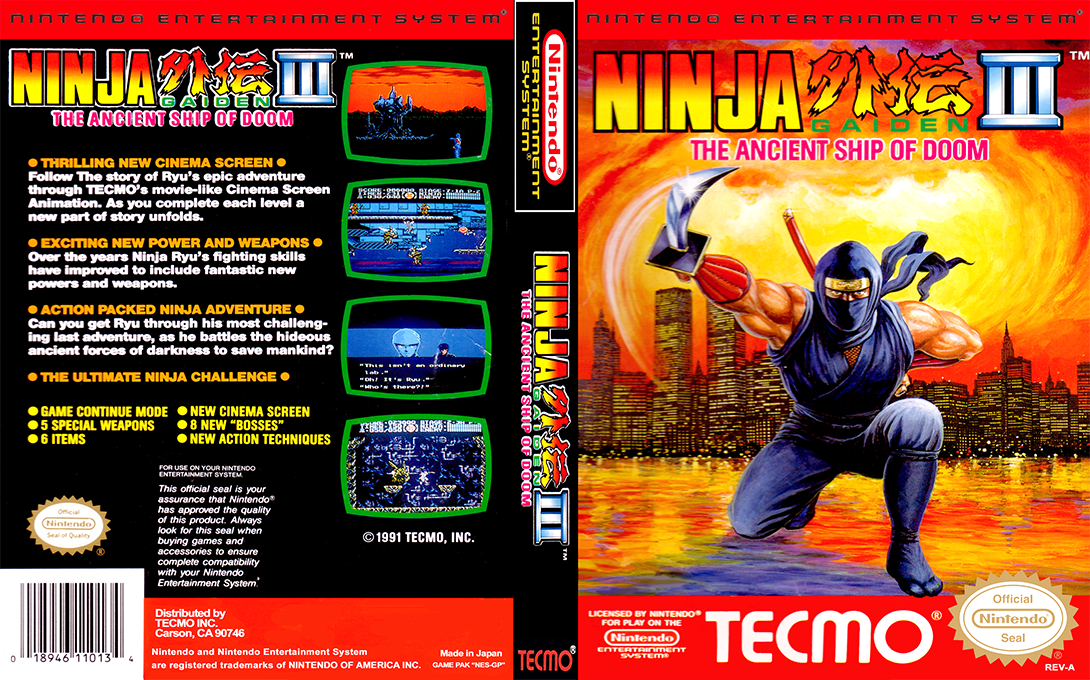 NINTENDO ENTERTAINMENT SYSTEM®
NINJA 外伝 III™
GAIDEN
THE ANCIENT SHIP OF DOOM
● THRILLING NEW CINEMA SCREEN ●
Follow The story of Ryu's epic adventure
through TECMO's movie-like Cinema Screen
Animation. As you complete each level a
new part of story unfolds.
● EXCITING NEW POWER AND WEAPONS ●
Over the years Ninja Ryu's fighting skills
have improved to include fantastic new
powers and weapons.
● ACTION PACKED NINJA ADVENTURE ●
Can you get Ryu through his most challeng-
ing last adventure, as he battles the hideous
ancient forces of darkness to save mankind?
● THE ULTIMATE NINJA CHALLENGE ●
● GAME CONTINUE MODE
● 5 SPECIAL WEAPONS
● 6 ITEMS
● NEW CINEMA SCREEN
● 8 NEW "BOSSES"
● NEW ACTION TECHNIQUES
"This isn't an ordinary
lab."
"Oh! It's Ryu."
"Who's there?!"
FOR USE ON YOUR NINTENDO
ENTERTAINMENT SYSTEM.
This official seal is your
assurance that Nintendo®
has approved the quality
of this product. Always
look for this seal when
buying games and
accessories to ensure
complete compatibility
with your Nintendo
Entertainment System.
Official
Nintendo
Seal of Quality
®
© 1991 TECMO, INC.
0 18946 11013 4
Distributed by
TECMO INC.
Carson, CA 90746
Nintendo and Nintendo Entertainment System
are registered trademarks of NINTENDO OF AMERICA INC.
Made in Japan
GAME PAK "NES-GP"
Nintendo®
ENTERTAINMENT
SYSTEM®
NINJA 外伝 III™
GAIDEN
THE ANCIENT SHIP OF DOOM
TECMO®
NINTENDO ENTERTAINMENT SYSTEM®
NINJA 外伝 III™
GAIDEN
THE ANCIENT SHIP OF DOOM
LICENSED BY NINTENDO®
FOR PLAY ON THE
Nintendo
ENTERTAINMENT
SYSTEM®
TECMO®
Official
Nintendo®
Seal
REV-A